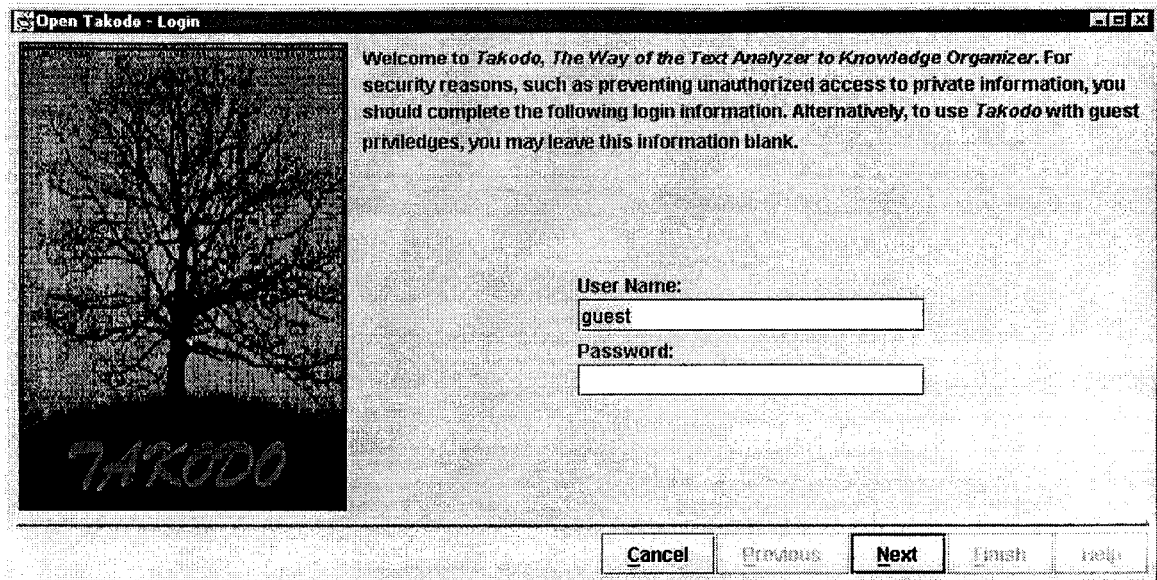 Open Takodo - Login
Welcome to Takodo, The Way of the Text Analyzer to Knowledge Organizer. For
security reasons, such as preventing unauthorized access to private information, you
should complete the following login information. Alternatively, to use Takodo with guest
priviledges, you may leave this information blank.
User Name:
guest
Password:
TAKODO
Cancel
Previous
Next
Finish
Help